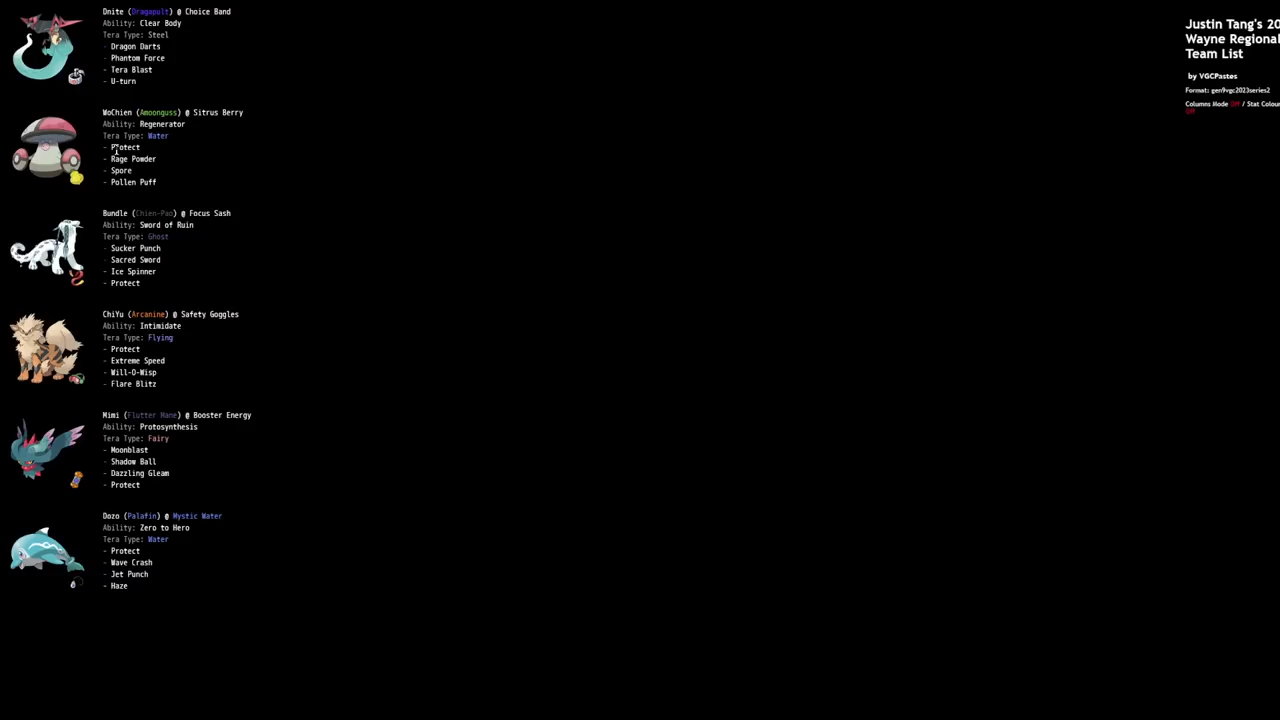 Dnite (Dragapult) @ Choice Band
Ability: Clear Body
Tera Type: Steel
- Dragon Darts
- Phantom Force
- Tera Blast
- U-turn
WoChien (Amoonguss) @ Sitrus Berry
Ability: Regenerator
Tera Type: Water
- Protect
- Rage Powder
- Spore
- Pollen Puff
Bundle (Chien-Pao) @ Focus Sash
Ability: Sword of Ruin
Tera Type: Ghost
- Sucker Punch
- Sacred Sword
- Ice Spinner
- Protect
ChiYu (Arcanine) @ Safety Goggles
Ability: Intimidate
Tera Type: Flying
- Protect
- Extreme Speed
- Will-O-Wisp
- Flare Blitz
Mimi (Flutter Mane) @ Booster Energy
Ability: Protosynthesis
Tera Type: Fairy
- Moonblast
- Shadow Ball
- Dazzling Gleam
- Protect
Dozo (Palafin) @ Mystic Water
Ability: Zero to Hero
Tera Type: Water
- Protect
- Wave Crash
- Jet Punch
- Haze
Justin Tang's 20
Wayne Regional
Team List
by VGCPastes
Format: gen9vgc2023series2
Columns Mode Off / Stat Colour
Off